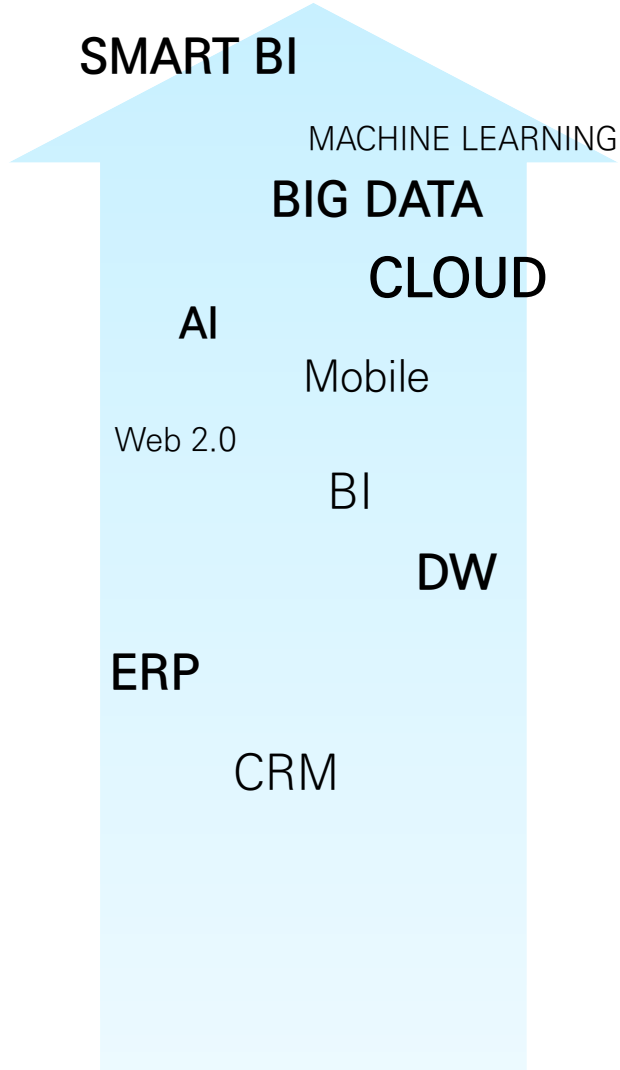 SMART BI
MACHINE LEARNING
BIG DATA
CLOUD
AI
Mobile
Web 2.0
BI
DW
ERP
CRM